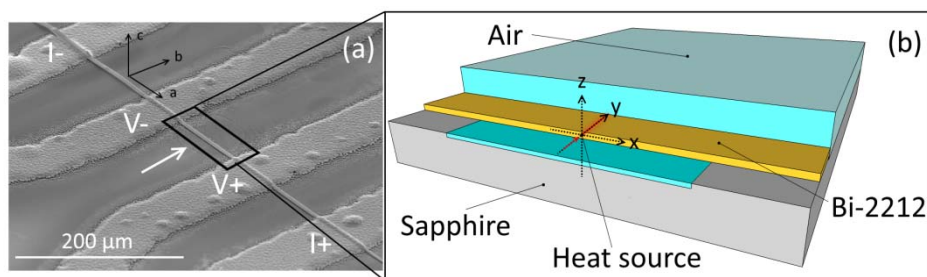 (a)
I-
c
b
a
V-
V+
I+
200 μm
(b)
Air
z
y
x
Bi-2212
Sapphire
Heat source